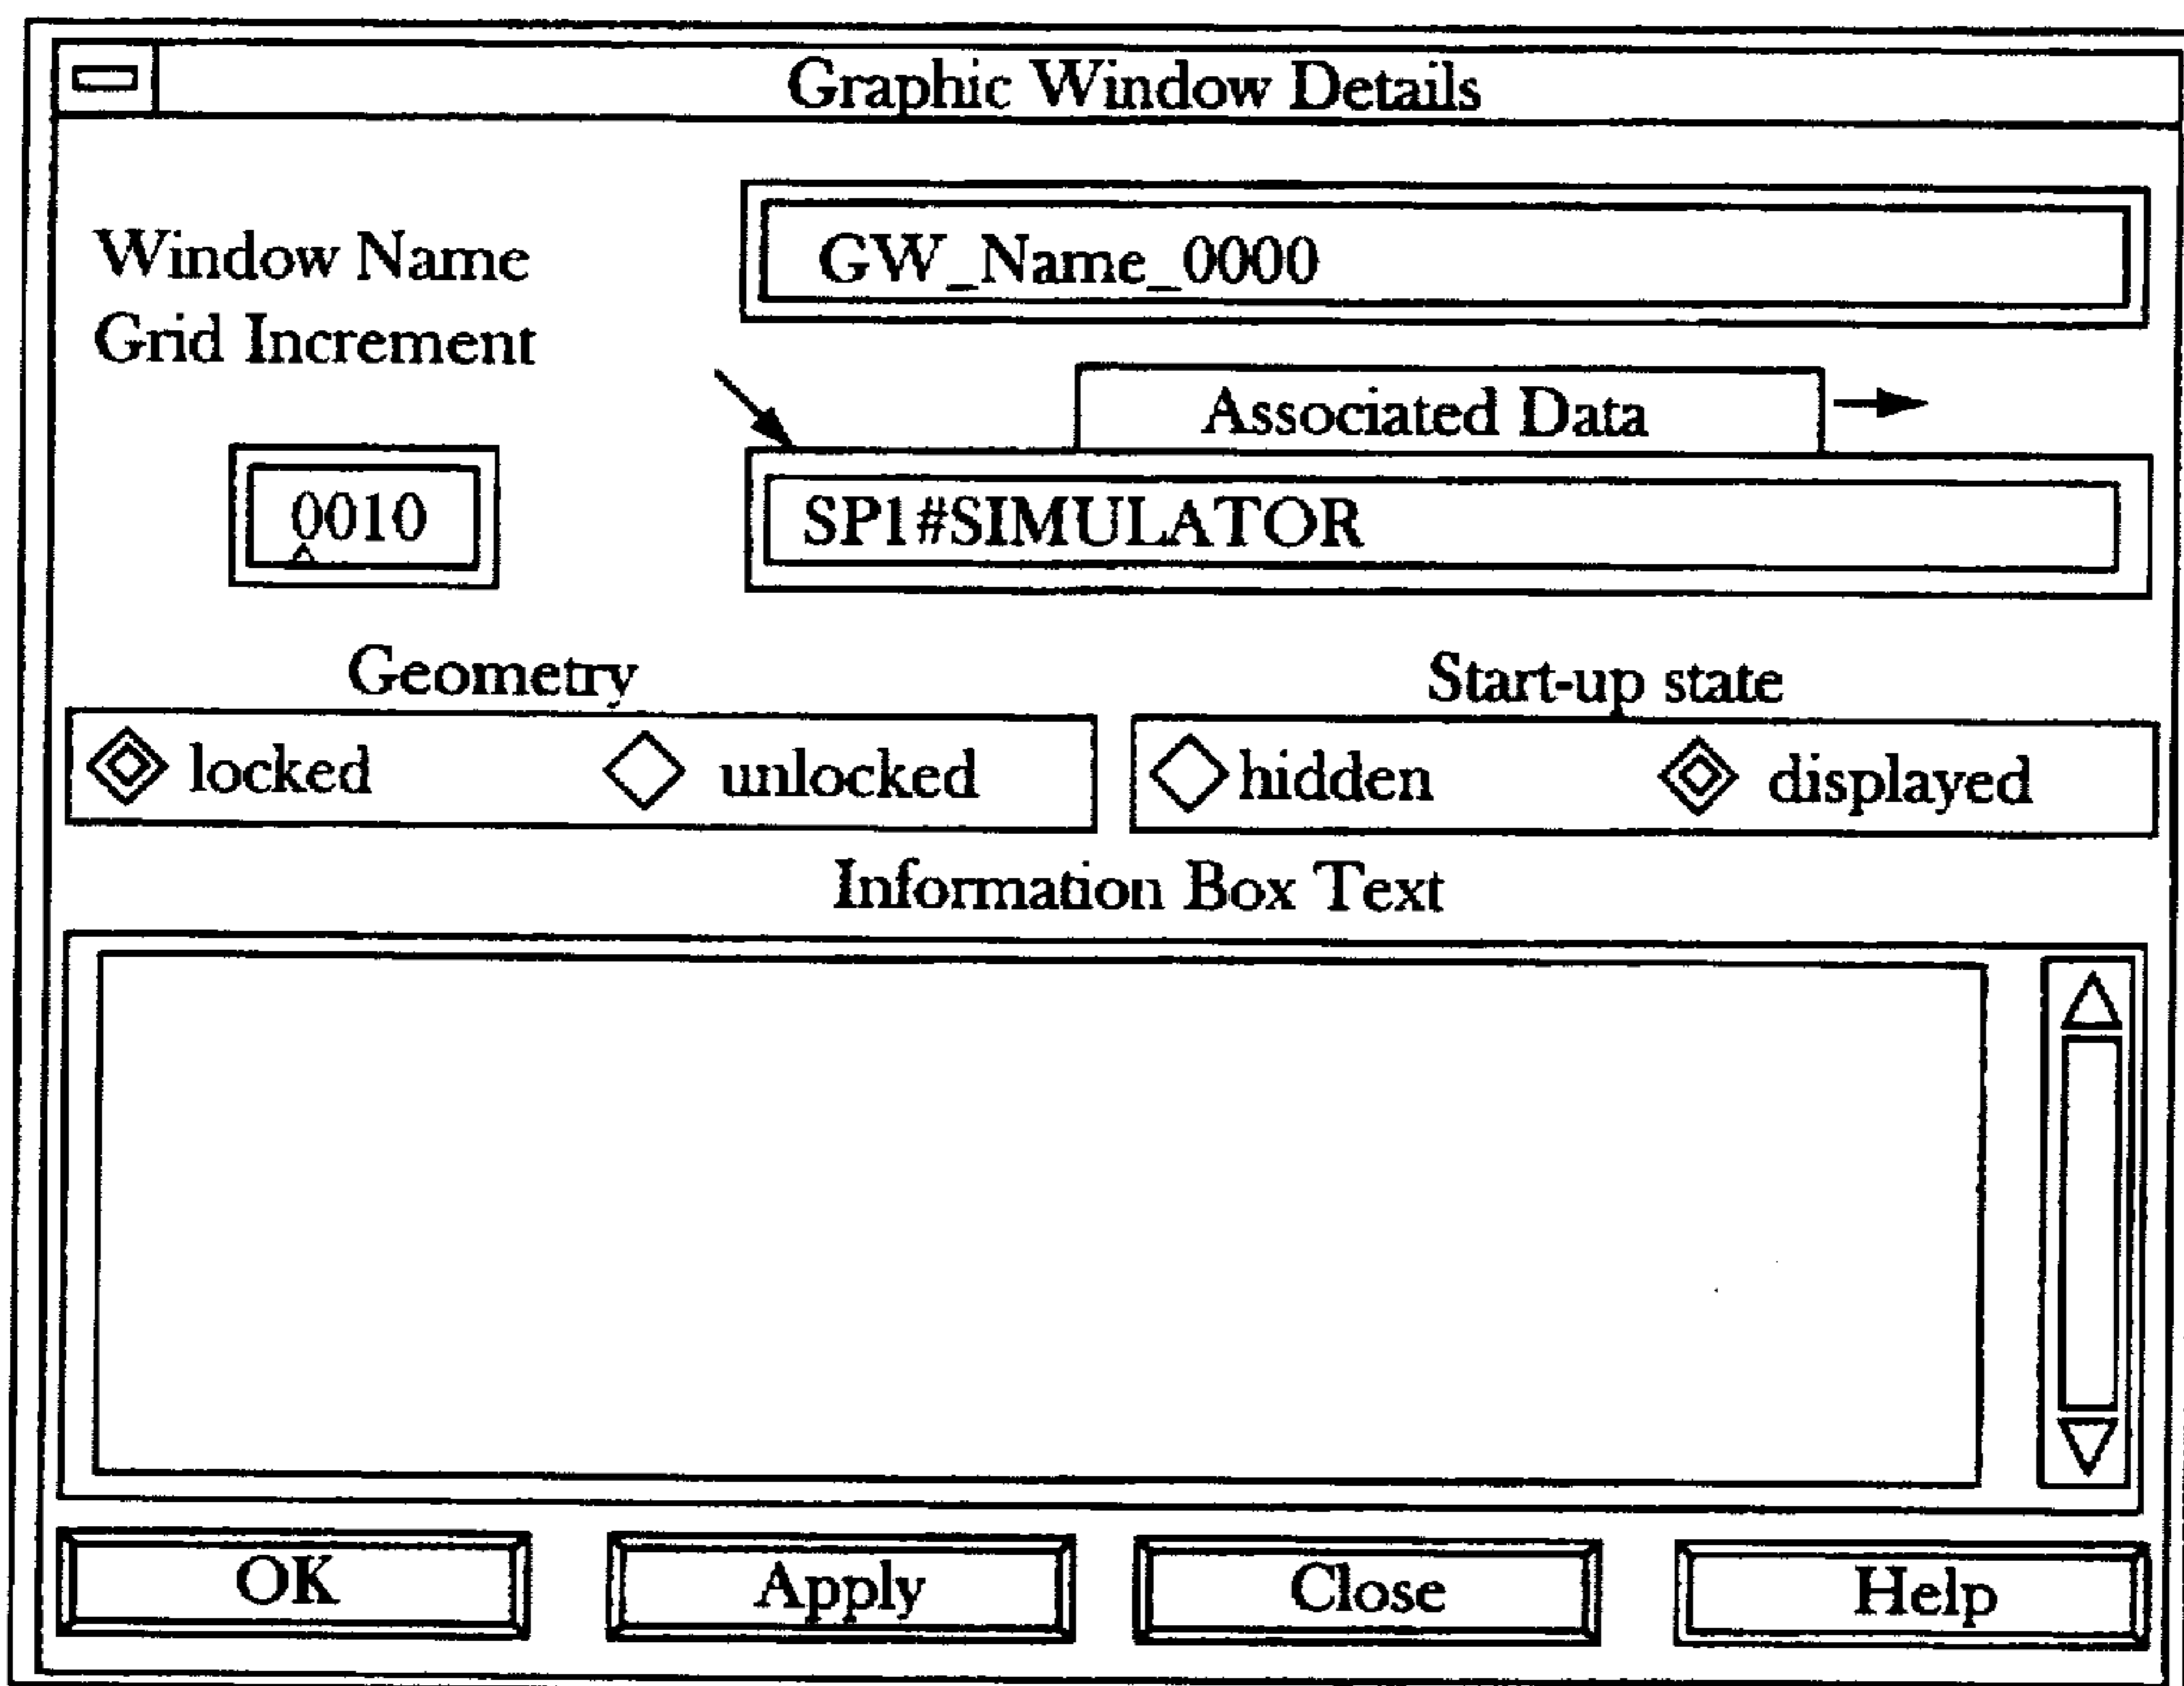 Graphic Window Details
Window Name
GW_Name_0000
Grid Increment
Associated Data
0010
SP1#SIMULATOR
Geometry
Start-up state
locked unlocked
hidden displayed
Information Box Text
OK Apply Close Help